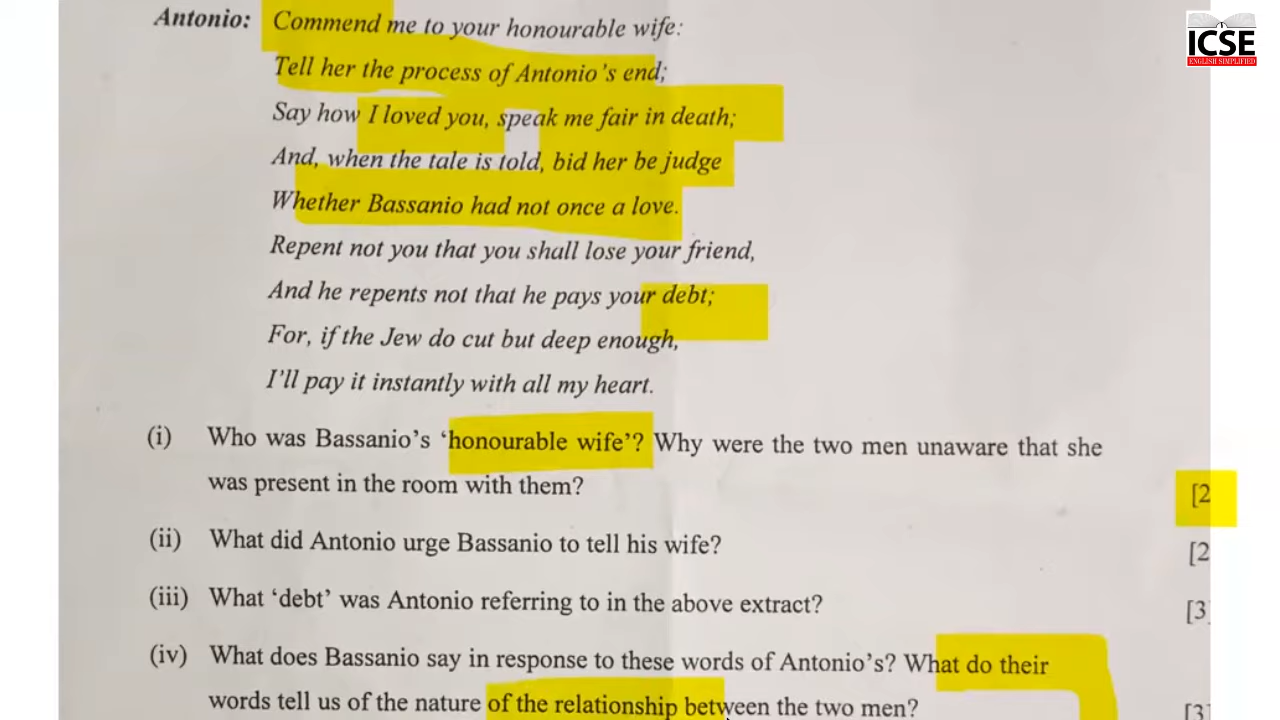 Antonio: Commend me to your honourable wife:
ICSE
ENGLISH SIMPLIFIED
Tell her the process of Antonio's end;
Say how I loved you, speak me fair in death;
And, when the tale is told, bid her be judge
Whether Bassanio had not once a love.
Repent not you that you shall lose your friend,
And he repents not that he pays your debt;
For, if the Jew do cut but deep enough,
I'll pay it instantly with all my heart.
(i) Who was Bassanio's 'honourable wife'? Why were the two men unaware that she
was present in the room with them? [2
(ii) What did Antonio urge Bassanio to tell his wife? [2
(iii) What 'debt' was Antonio referring to in the above extract? [3]
(iv) What does Bassanio say in response to these words of Antonio's? What do their
words tell us of the nature of the relationship between the two men? [3]